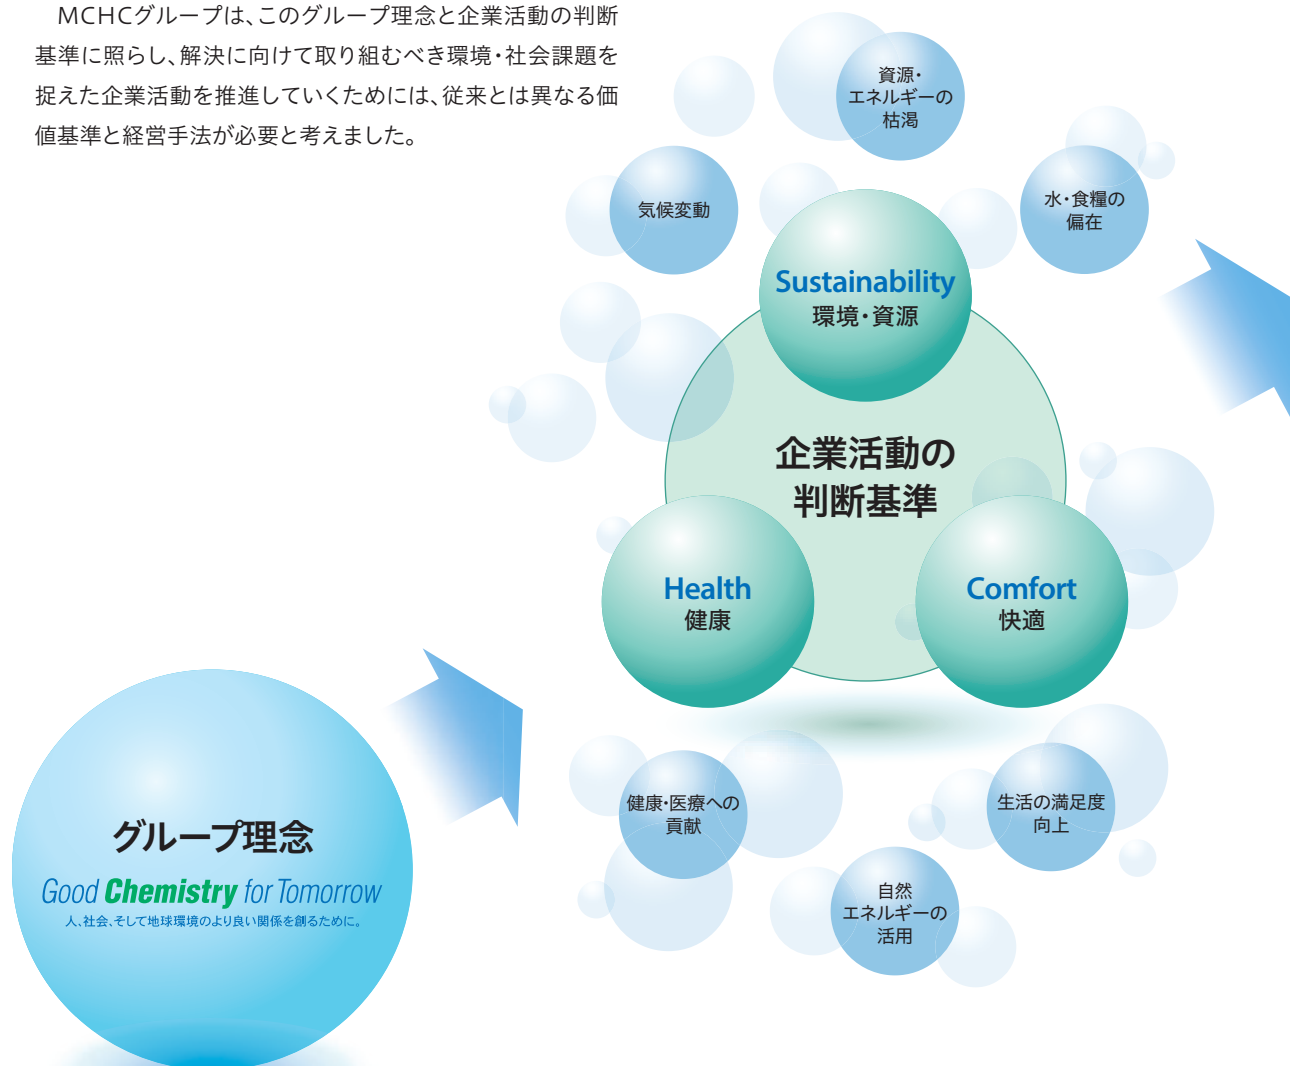 MCHCグループは、このグループ理念と企業活動の判断
基準に照らし、解決に向けて取り組むべき環境・社会課題を
捉えた企業活動を推進していくためには、従来とは異なる価
値基準と経営手法が必要と考えました。
資源・
エネルギーの
枯渇
気候変動
水・食糧の
偏在
Sustainability
環境・資源
企業活動の
判断基準
Health
健康
Comfort
快適
健康・医療への
貢献
生活の満足度
向上
自然
エネルギーの
活用
グループ理念
Good Chemistry for Tomorrow
人、社会、そして地球環境のより良い関係を創るために。